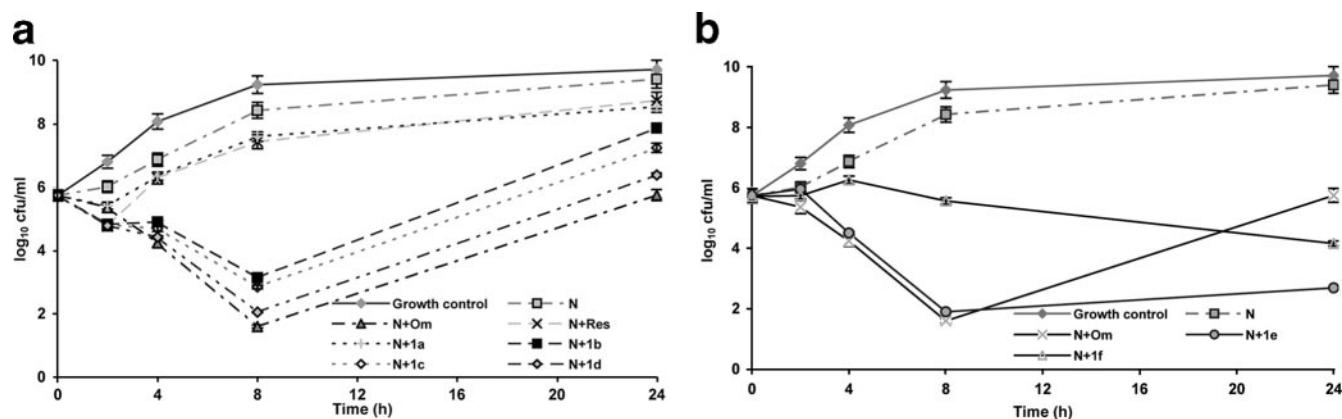 a
10
8
6
4
2
0
log10 cfu/ml
Growth control
N
N+Om
N+Res
N+1a
N+1b
N+1c
N+1d
0 4 8 12 16 20 24
Time (h)
b
10
8
6
4
2
0
log10 cfu/ml
Growth control
N
N+Om
N+1e
N+1f
0 4 8 12 16 20 24
Time (h)